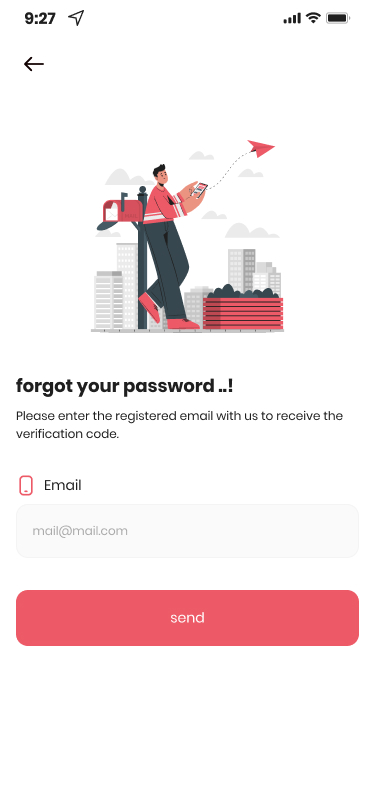 9:27
forgot your password ..!
Please enter the registered email with us to receive the
verification code.
Email
mail@mail.com
send